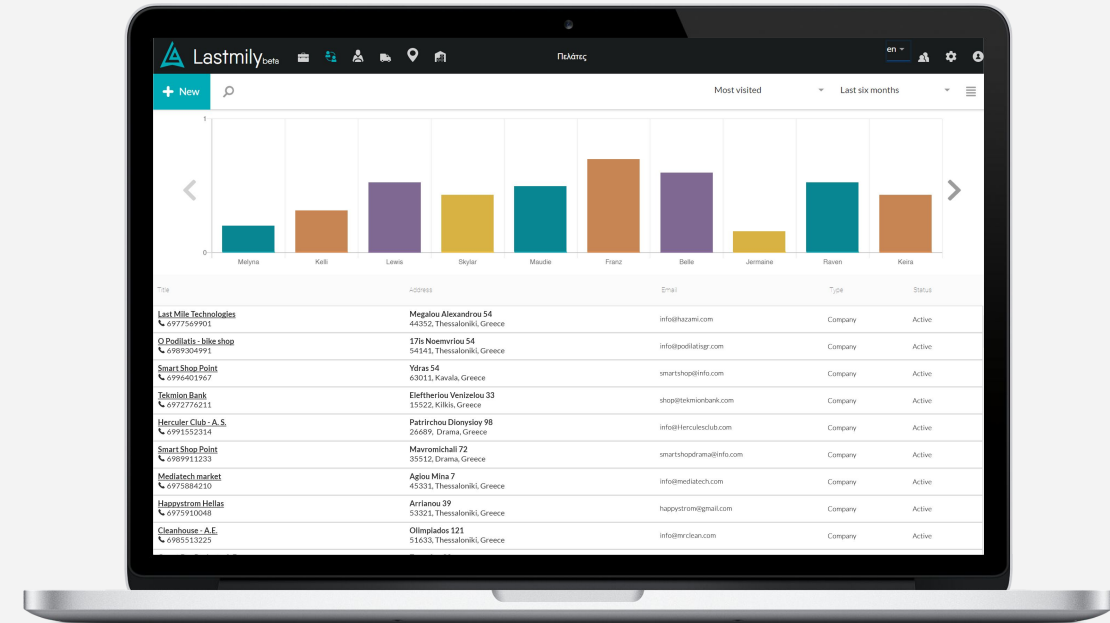 Lastmily beta
Πελάτες
en
New
Most visited
Last six months
1
0
Melyna Kelli Lewis Skylar Maudie Franz Belle Jermaine Raven Keira
Title Address Email Type Status
Last Mile Technologies Megalou Alexandrou 54
6977569901 44352, Thessaloniki, Greece info@hazami.com Company Active
O Podilatis - bike shop 17is Noemvriou 54
6989304991 54141, Thessaloniki, Greece info@podilatisgr.com Company Active
Smart Shop Point Ydras 54
6996401967 63011, Kavala, Greece smartshop@info.com Company Active
Tekmion Bank Eleftheriou Venizelou 33
6972776211 15522, Kilkis, Greece shop@tekmionbank.com Company Active
Herculer Club - A. S. Patrirchou Dionysioy 98
6991552314 26689, Drama, Greece info@Herculesclub.com Company Active
Smart Shop Point Mavromichali 72
6989911233 35512, Drama, Greece smartshopdrama@info.com Company Active
Mediatech market Agiou Mina 7
6975884210 45331, Thessaloniki, Greece info@mediatech.com Company Active
Happystrom Hellas Arrianou 39
6975910048 53321, Thessaloniki, Greece happystrom@gmail.com Company Active
Cleanhouse - A.E. Olimpiados 121
6985513225 51633, Thessaloniki, Greece info@mrclean.com Company Active